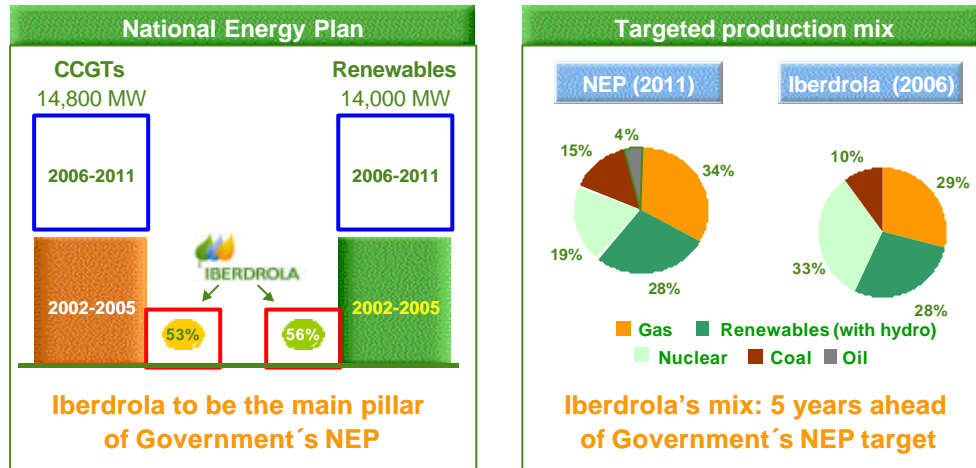 National Energy Plan
CCGTs
14,800 MW
Renewables
14,000 MW
2006-2011
2006-2011
IBERDROLA
2002-2005
53%
56%
2002-2005
Iberdrola to be the main pillar
of Government´s NEP
Targeted production mix
NEP (2011)
Iberdrola (2006)
4%
15%
34%
19%
28%
10%
29%
33%
28%
Gas
Renewables (with hydro)
Nuclear
Coal
Oil
Iberdrola's mix: 5 years ahead
of Government´s NEP target